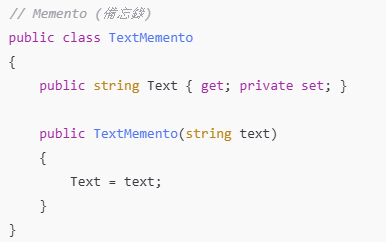 // Memento (備忘錄)
public class TextMemento
{
    public string Text { get; private set; }

    public TextMemento(string text)
    {
        Text = text;
    }
}